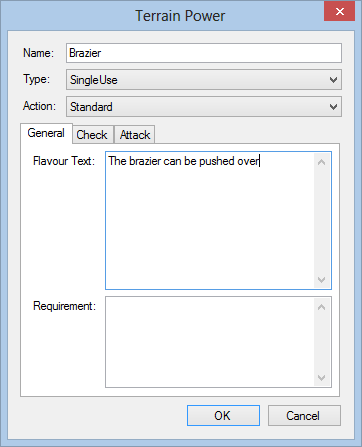 Terrain Power
Name: Brazier
Type: SingleUse
Action: Standard
General Check Attack
Flavour Text: The brazier can be pushed over
Requirement:
OK Cancel